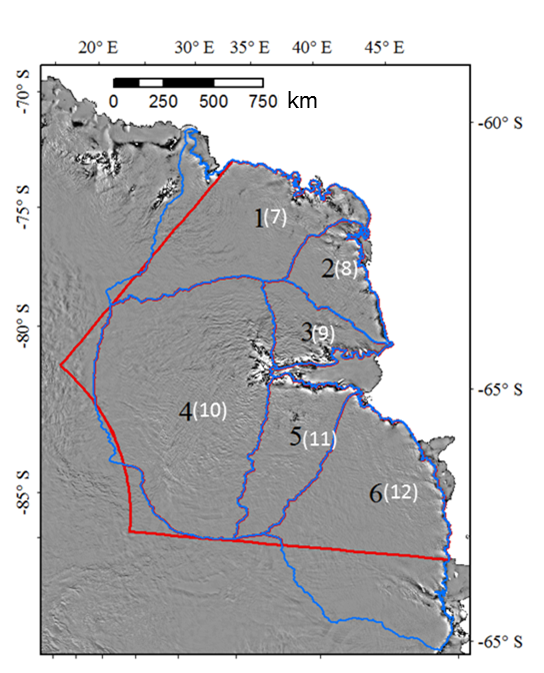 20° E 30° E 35° E 40° E 45° E
-70° S
0 250 500 750 km
-60° S
1(7)
-75° S
2(8)
-80° S
3(9)
-65° S
4(10)
5(11)
6(12)
-85° S
-65° S